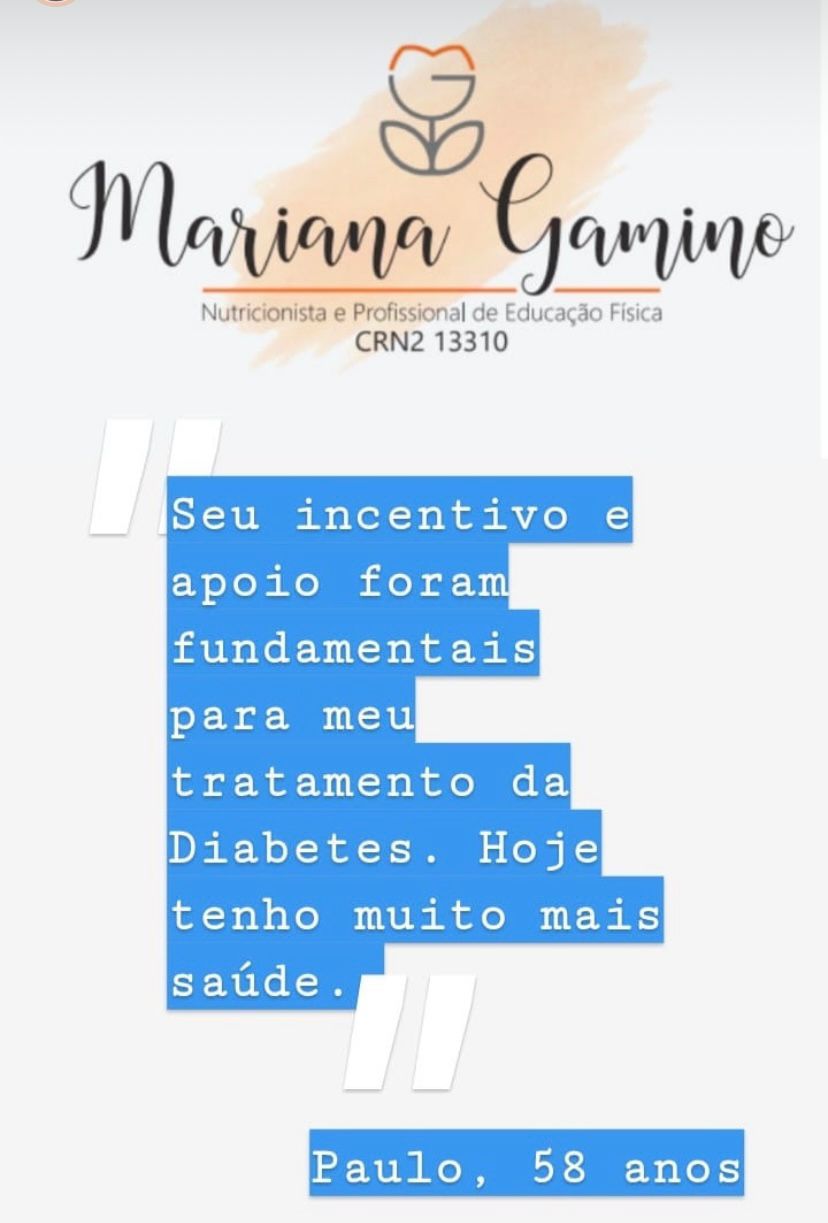 Mariana Gamino
Nutricionista e Profissional de Educação Física
CRN2 13310
"
Seu incentivo e
apoio foram
fundamentais
para meu
tratamento da
Diabetes. Hoje
tenho muito mais
saúde.
"
Paulo, 58 anos